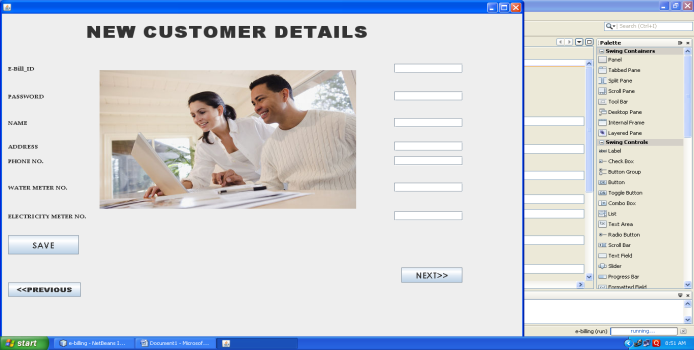 NEW CUSTOMER DETAILS
E-Bill_ID
PASSWORD
NAME
ADDRESS
PHONE NO.
WATER METER NO.
ELECTRICITY METER NO.
SAVE
NEXT>>
<<PREVIOUS
Search (Ctrl+I)
Palette
Swing Containers
Panel
Tabbed Pane
Split Pane
Scroll Pane
Tool Bar
Desktop Pane
Internal Frame
Layered Pane
Swing Controls
Label
Check Box
Button Group
Button
Toggle Button
Combo Box
List
Text Area
Radio Button
Scroll Bar
Text Field
Slider
Progress Bar
Formatted Field
e-billing (run)
running...
start
e-billing - NetBeans I...
Document1 - Microsof...
8:51 AM